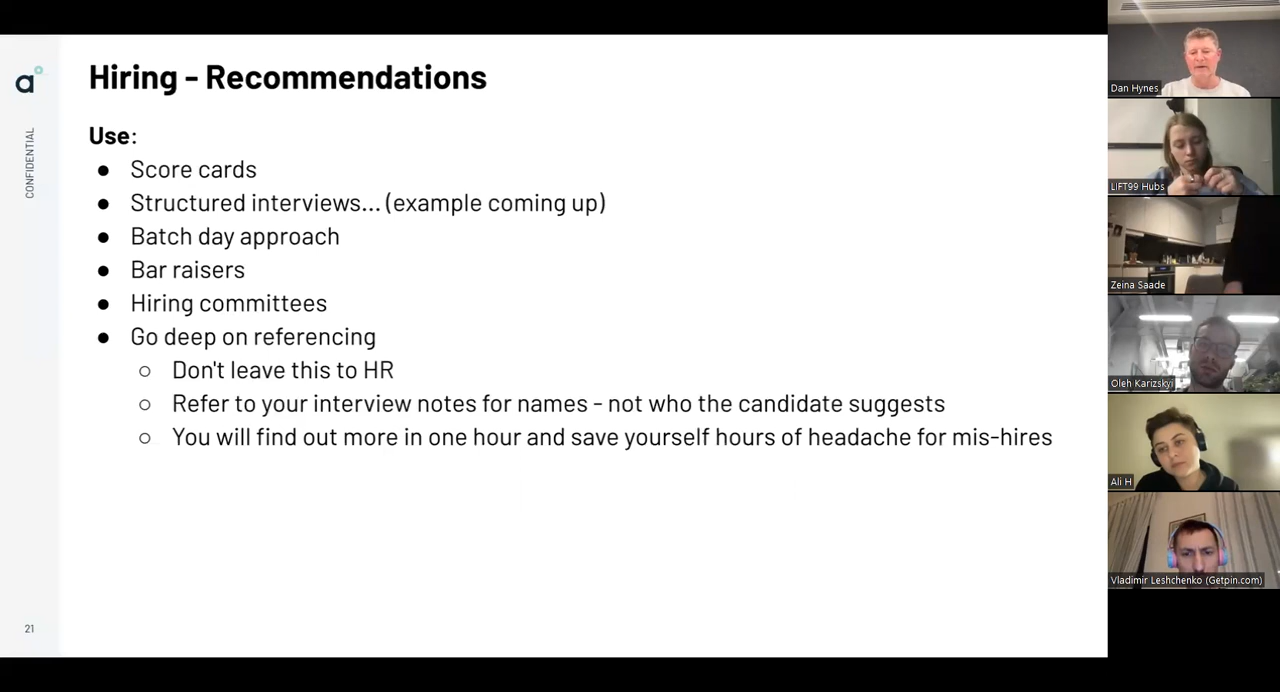 Hiring - Recommendations
Use:
● Score cards
● Structured interviews... (example coming up)
● Batch day approach
● Bar raisers
● Hiring committees
● Go deep on referencing
○ Don't leave this to HR
○ Refer to your interview notes for names - not who the candidate suggests
○ You will find out more in one hour and save yourself hours of headache for mis-hires
a
CONFIDENTIAL
21
Dan Hynes
LIFT99 Hubs
Zeina Saade
Oleh Karizskyi
Ali H
Vladimir Leshchenko (Getpin.com)